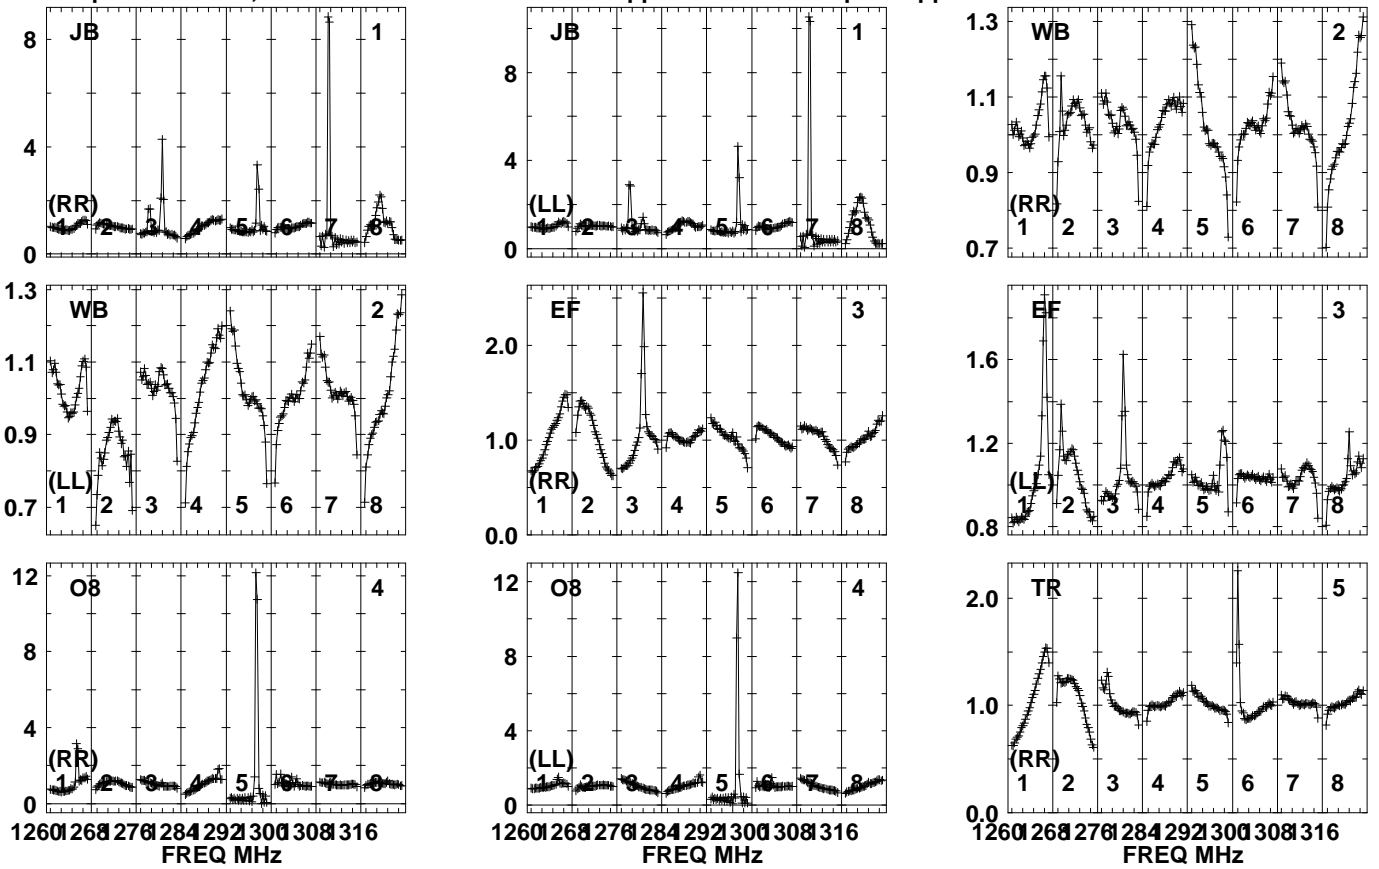 JB 1
8
4
0
(RR)
1 2 3 4 5 6 7 8
JB 1
8
4
0
(LL)
1 2 3 4 5 6 7 8
WB 2
1.3
1.1
0.9
0.7
(RR)
1 2 3 4 5 6 7 8
WB 2
1.3
1.1
0.9
0.7
(LL)
1 2 3 4 5 6 7 8
EF 3
2.0
1.0
0.0
(RR)
1 2 3 4 5 6 7 8
EF 3
1.6
1.2
0.8
(LL)
1 2 3 4 5 6 7 8
O8 4
12
8
4
0
(RR)
1 2 3 4 5 6 7 8
1260 1268 1276 1284 1292 1300 1308 1316
FREQ MHz
O8 4
12
8
4
0
(LL)
1 2 3 4 5 6 7 8
1260 1268 1276 1284 1292 1300 1308 1316
FREQ MHz
TR 5
2.0
1.0
0.0
(RR)
1 2 3 4 5 6 7 8
1260 1268 1276 1284 1292 1300 1308 1316
FREQ MHz